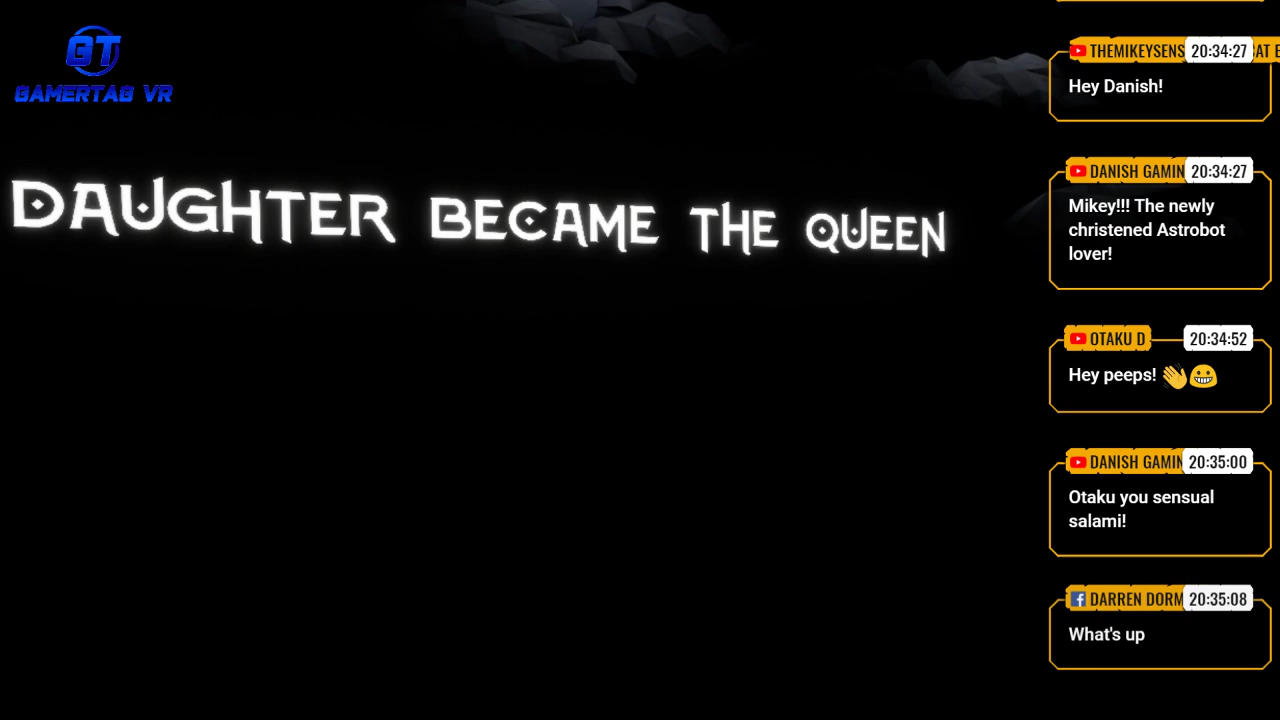 GT
GAMERTAG VR
DAUGHTER BECAME THE QUEEN
THEMIKEYSENS 20:34:27
Hey Danish!
DANISH GAMIN 20:34:27
Mikey!!! The newly
christened Astrobot
lover!
OTAKU D 20:34:52
Hey peeps! 👋😀
DANISH GAMIN 20:35:00
Otaku you sensual
salami!
DARREN DORM 20:35:08
What's up